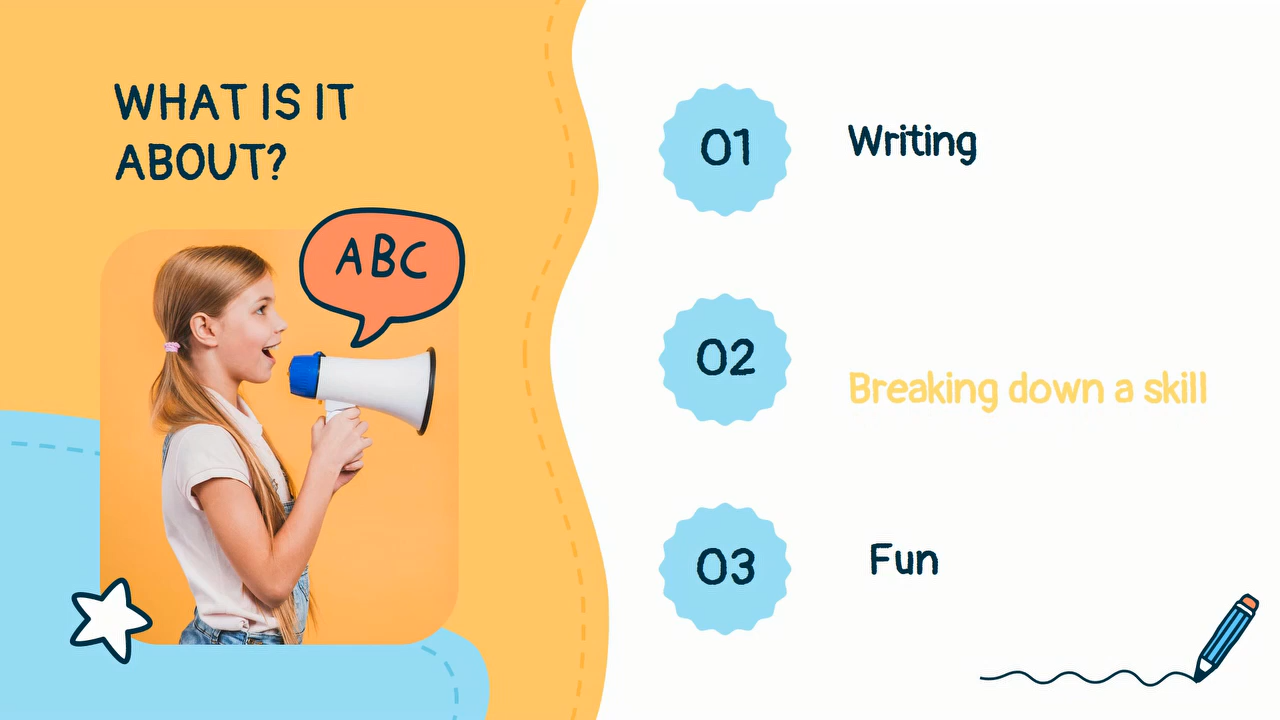 WHAT IS IT
ABOUT?
ABC
01
Writing
02
Breaking down a skill
03
Fun